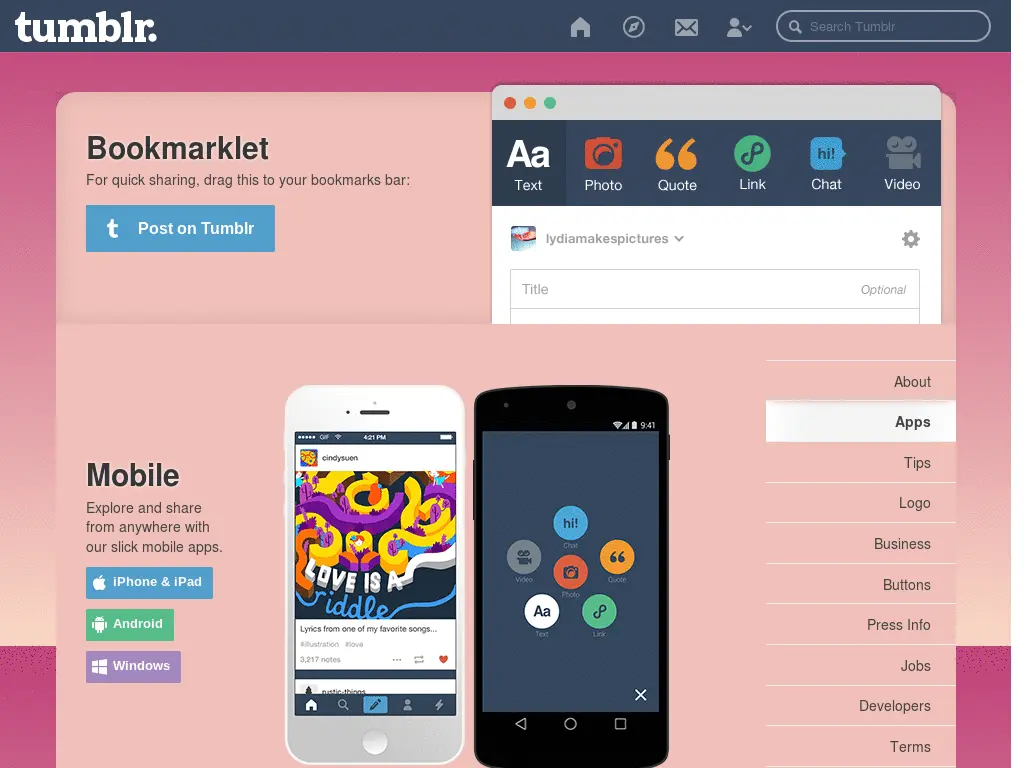 tumblr.
Search Tumblr
Bookmarklet
For quick sharing, drag this to your bookmarks bar:
t Post on Tumblr
Aa
hi!
Text Photo Quote Link Chat Video
lydiamakespictures
Title Optional
About
Apps
Tips
Logo
Business
Buttons
Press Info
Jobs
Developers
Terms
Mobile
Explore and share
from anywhere with
our slick mobile apps.
iPhone & iPad
Android
Windows
GIF 4:21 PM
cindysuen
LOVE IS A
riddle
Lyrics from one of my favorite songs...
#illustration #love
3,217 notes
rustic-things
9:41
hi!
Chat
Video
Quote
Photo
Aa
Text
Link